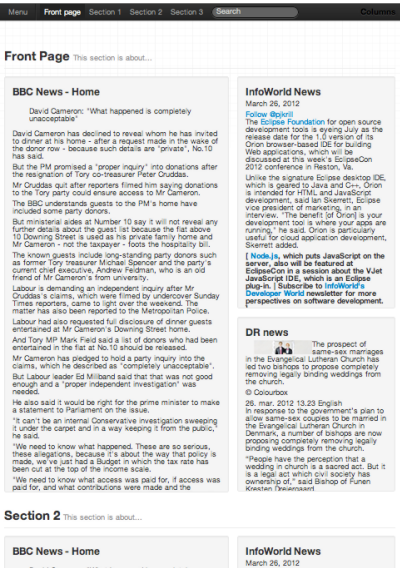 Menu
Front page
Section 1
Section 2
Section 3
Search
Columns
Front Page This section is about...
BBC News - Home
David Cameron: "What happened is completely
unacceptable"
David Cameron has declined to reveal whom he has invited
to dinner at his home - after a request made in the wake of
the donor row - because such details are "private", No.10
has said.
But the PM promised a "proper inquiry" into donations after
the resignation of Tory co-treasurer Peter Cruddas.
Mr Cruddas quit after reporters filmed him saying donations
to the Tory party could ensure access to Mr Cameron.
The BBC understands guests to the PM's home have
included some party donors.
But ministerial aides at Number 10 say it will not reveal any
further details about the guest list because the flat above
10 Downing Street is used as his private family home and
Mr Cameron - not the taxpayer - foots the hospitality bill.
The known guests include long-standing party donors such
as former Tory treasurer Michael Spencer and the party's
current chief executive, Andrew Feldman, who is an old
friend of Mr Cameron's from university.
Labour is demanding an independent inquiry after Mr
Cruddas's claims, which were filmed by undercover Sunday
Times reporters, came to light over the weekend. The
matter has also been reported to the Metropolitan Police.
Labour had also requested full disclosure of dinner guests
entertained at Mr Cameron's Downing Street home.
And Tory MP Mark Field said a list of donors who had been
entertained in the flat at No.10 should be released.
Mr Cameron has pledged to hold a party inquiry into the
claims, which he described as "completely unacceptable".
But Labour leader Ed Miliband said that that was not good
enough and a "proper independent investigation" was
needed.
He also said it would be right for the prime minister to make
a statement to Parliament on the issue.
"It can't be an internal Conservative investigation sweeping
it under the carpet and in a way keeping it from the public,"
he said.
"We need to know what happened. These are so serious,
these allegations, because it's about the way that policy is
made, we've just had a Budget in which the tax rate has
been cut at the top of the income scale.
"We need to know what access was paid for, if access was
paid for, and what contributions were made and the
InfoWorld News
March 26, 2012
Follow @pjkrill
The Eclipse Foundation for open source
development tools is eyeing July as the
release date for the 1.0 version of its
Orion browser-based IDE for building
Web applications, which will be
discussed at this week's EclipseCon
2012 conference in Reston, Va.
Unlike the signature Eclipse desktop IDE,
which is geared to Java and C++, Orion
is intended for HTML and JavaScript
development, said Ian Skerrett, Eclipse
vice president of marketing, in an
interview. "The benefit [of Orion] is your
development tool is where your apps are
running," he said. Orion is particularly
useful for cloud application development,
Skerrett added.
[ Node.js, which puts JavaScript on the
server, also will be featured at
EclipseCon in a session about the VJet
JavaScript IDE, which is an Eclipse
plug-in. | Subscribe to InfoWorld's
Developer World newsletter for more
perspectives on software development.
DR news
The prospect of
same-sex marriages
in the Evangelical Lutheran Church has
led two bishops to propose completely
removing legally binding weddings from
the church.
© Colourbox
26. mar. 2012 13.23 English
In response to the government's plan to
allow same-sex couples to be married in
the Evangelical Lutheran Church in
Denmark, a number of bishops are now
proposing completely removing legally
binding weddings from the church.
"People have the perception that a
wedding in church is a sacred act. But it
is a legal act which civil society has
ownership of," said Bishop of Funen
Kresten Drejergaard
Section 2 This section is about...
BBC News - Home
InfoWorld News
March 26, 2012